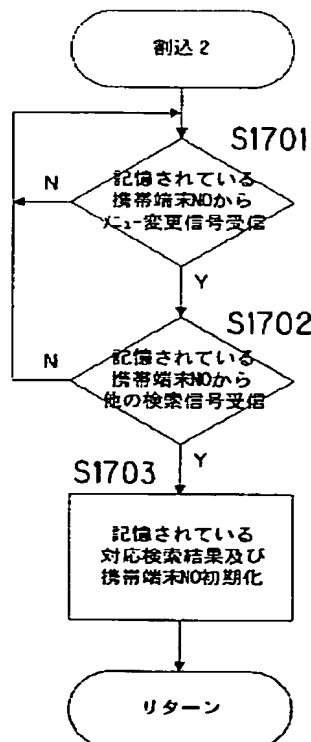 割込2
S1701
N
記憶されている
携帯端末NOから
メニュー変更信号受信
Y
S1702
N
記憶されている
携帯端末NOから
他の検索信号受信
Y
S1703
記憶されている
対応検索結果及び
携帯端末NO初期化
リターン